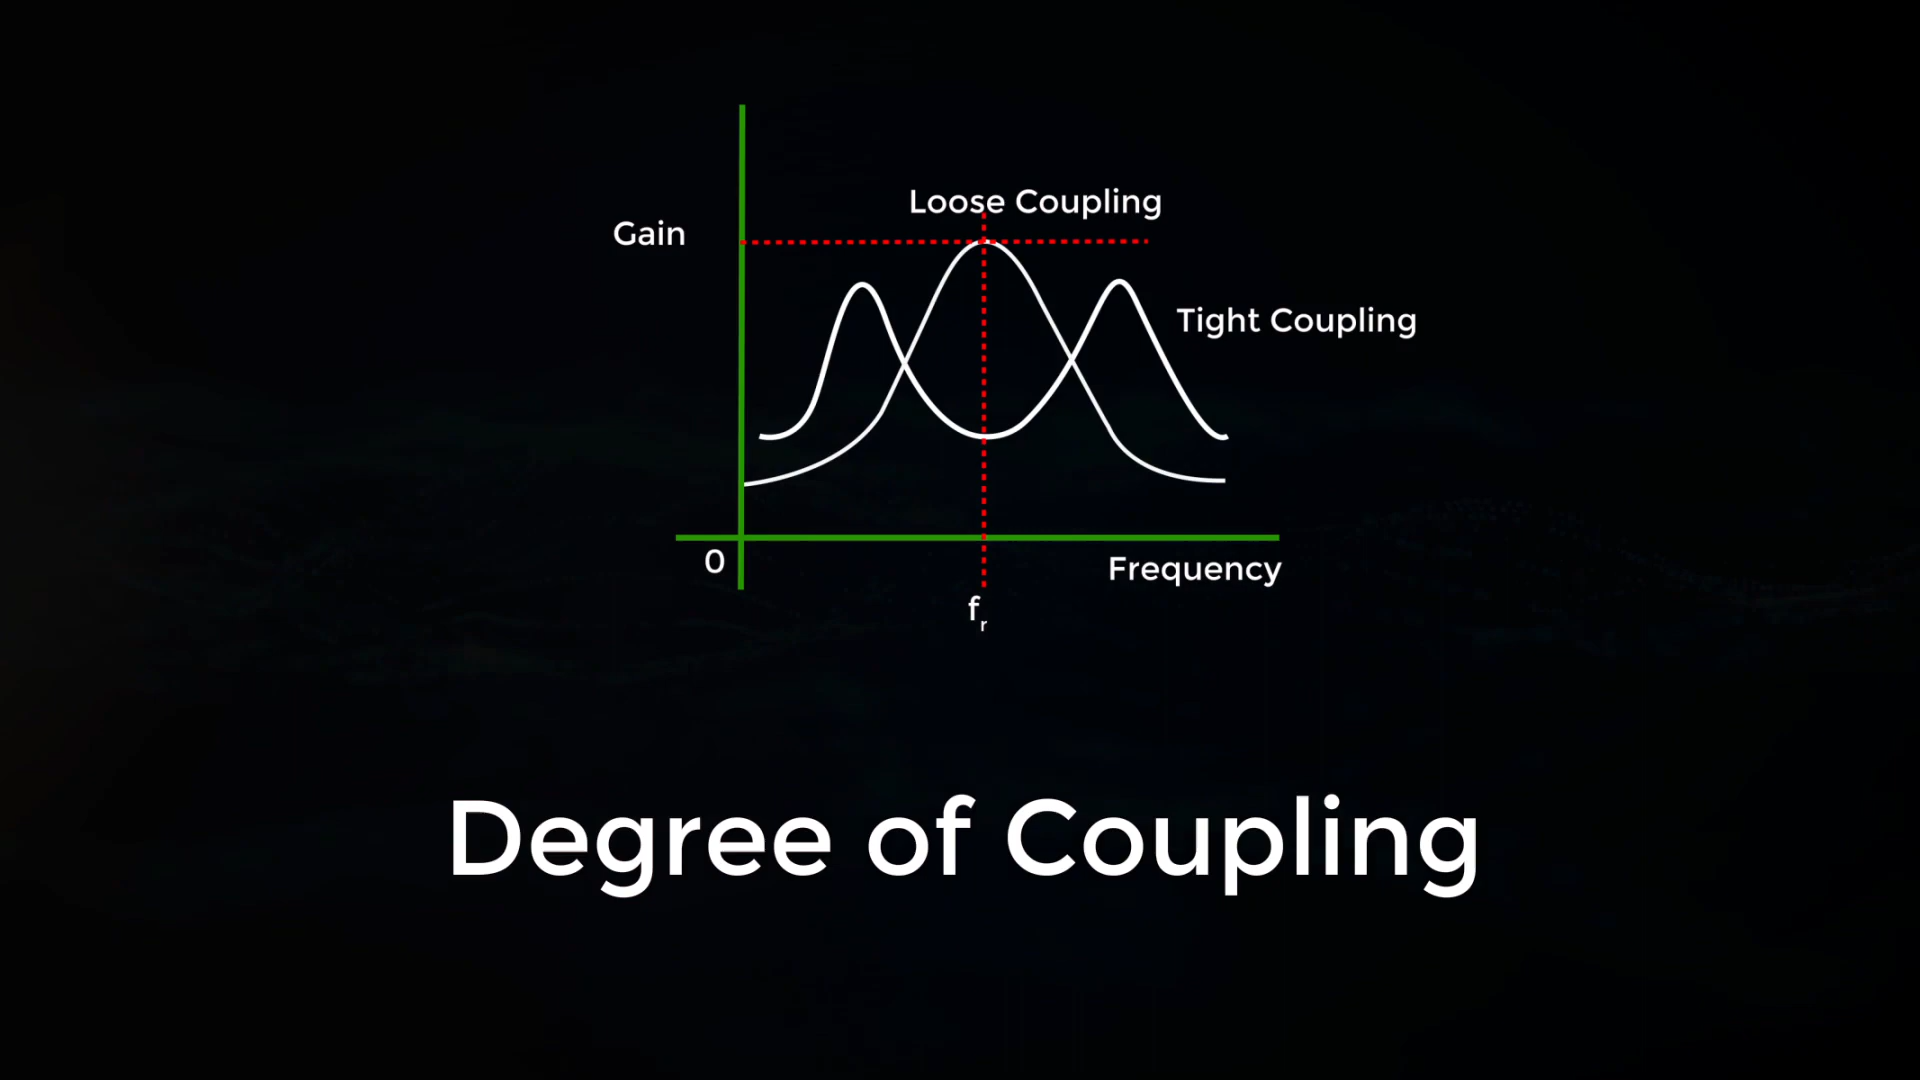 Loose Coupling
Gain
Tight Coupling
0
Frequency
fr
Degree of Coupling